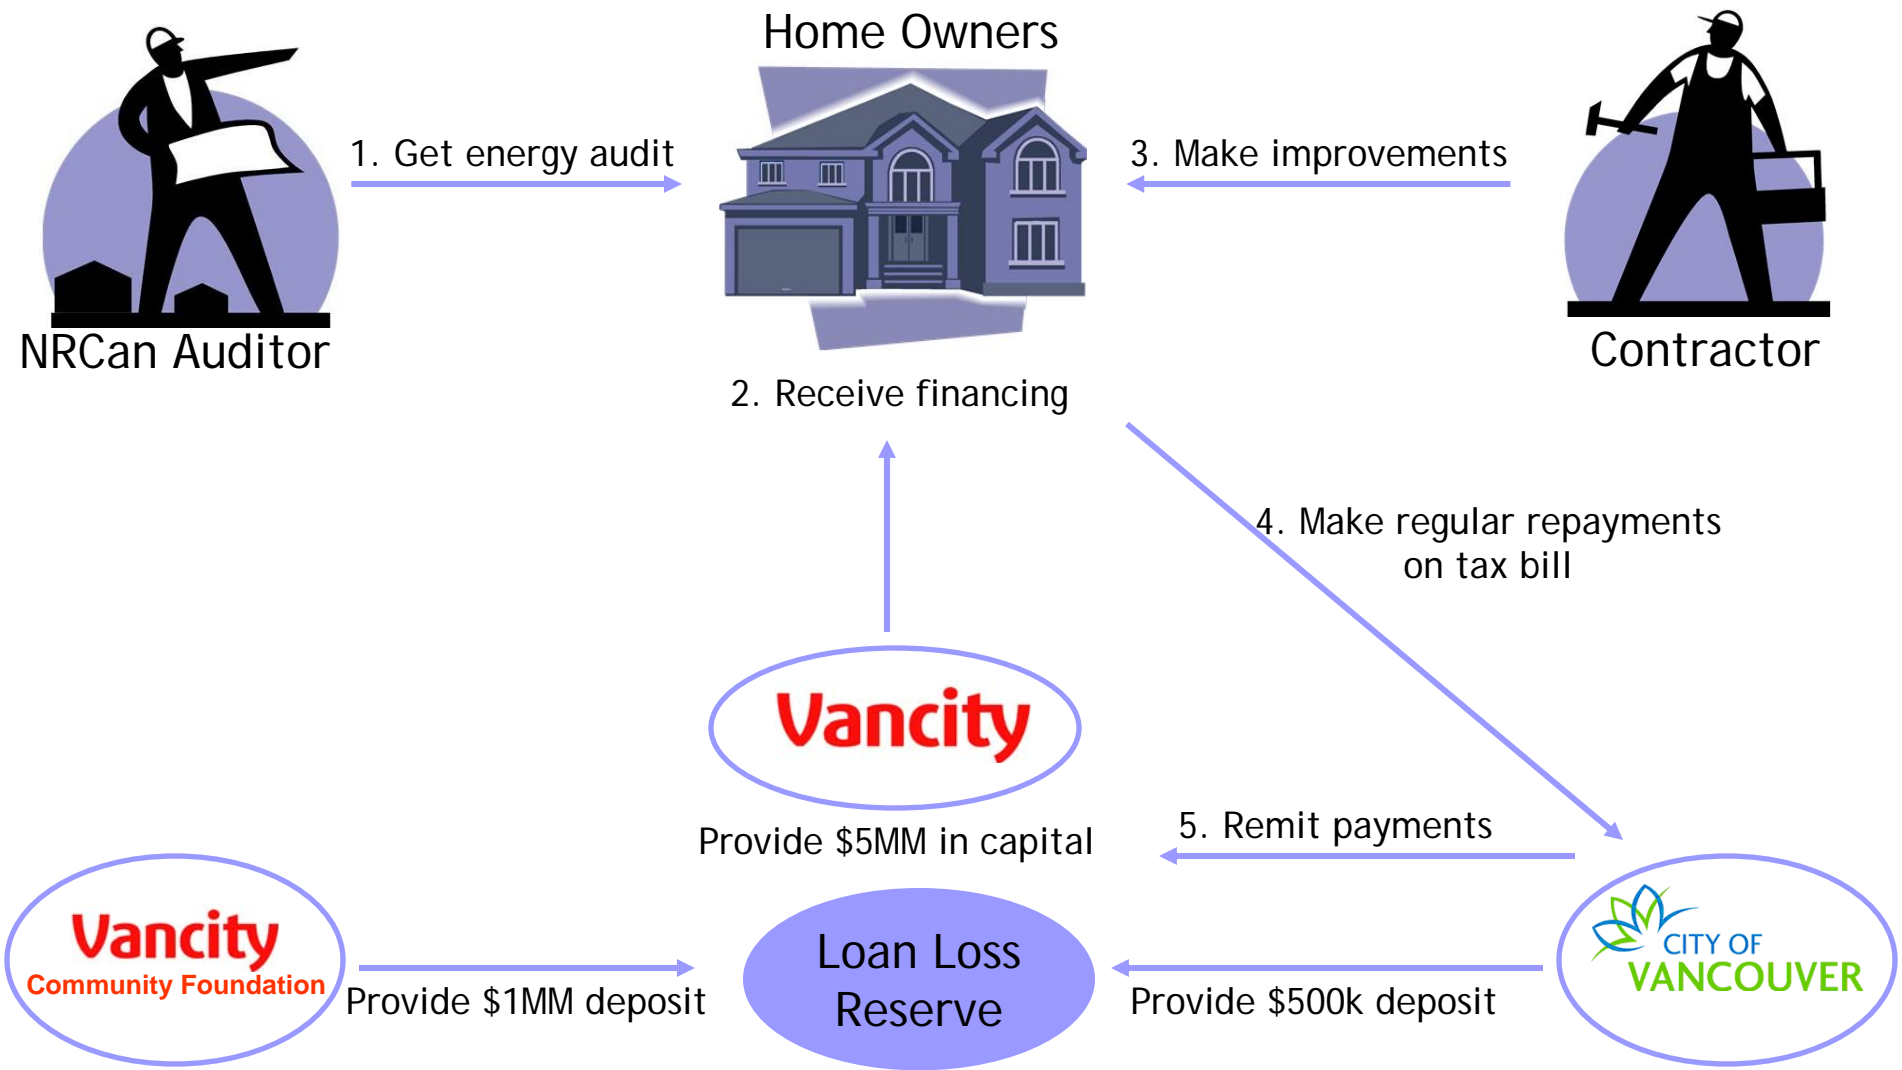 Home Owners
1. Get energy audit
3. Make improvements
NRCan Auditor
Contractor
2. Receive financing
4. Make regular repayments
on tax bill
Vancity
Provide $5MM in capital
5. Remit payments
Vancity
Community Foundation
Provide $1MM deposit
Loan Loss
Reserve
Provide $500k deposit
CITY OF
VANCOUVER